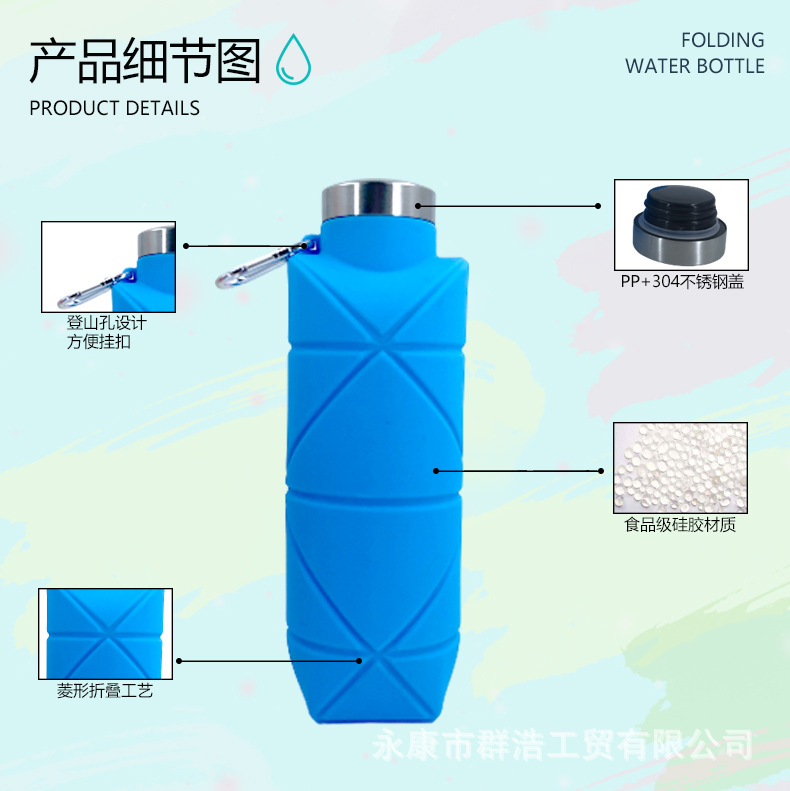 产品细节图
PRODUCT DETAILS
FOLDING
WATER BOTTLE
登山孔设计
方便挂扣
PP+304不锈钢盖
食品级硅胶材质
菱形折叠工艺
永康市群浩工贸有限公司